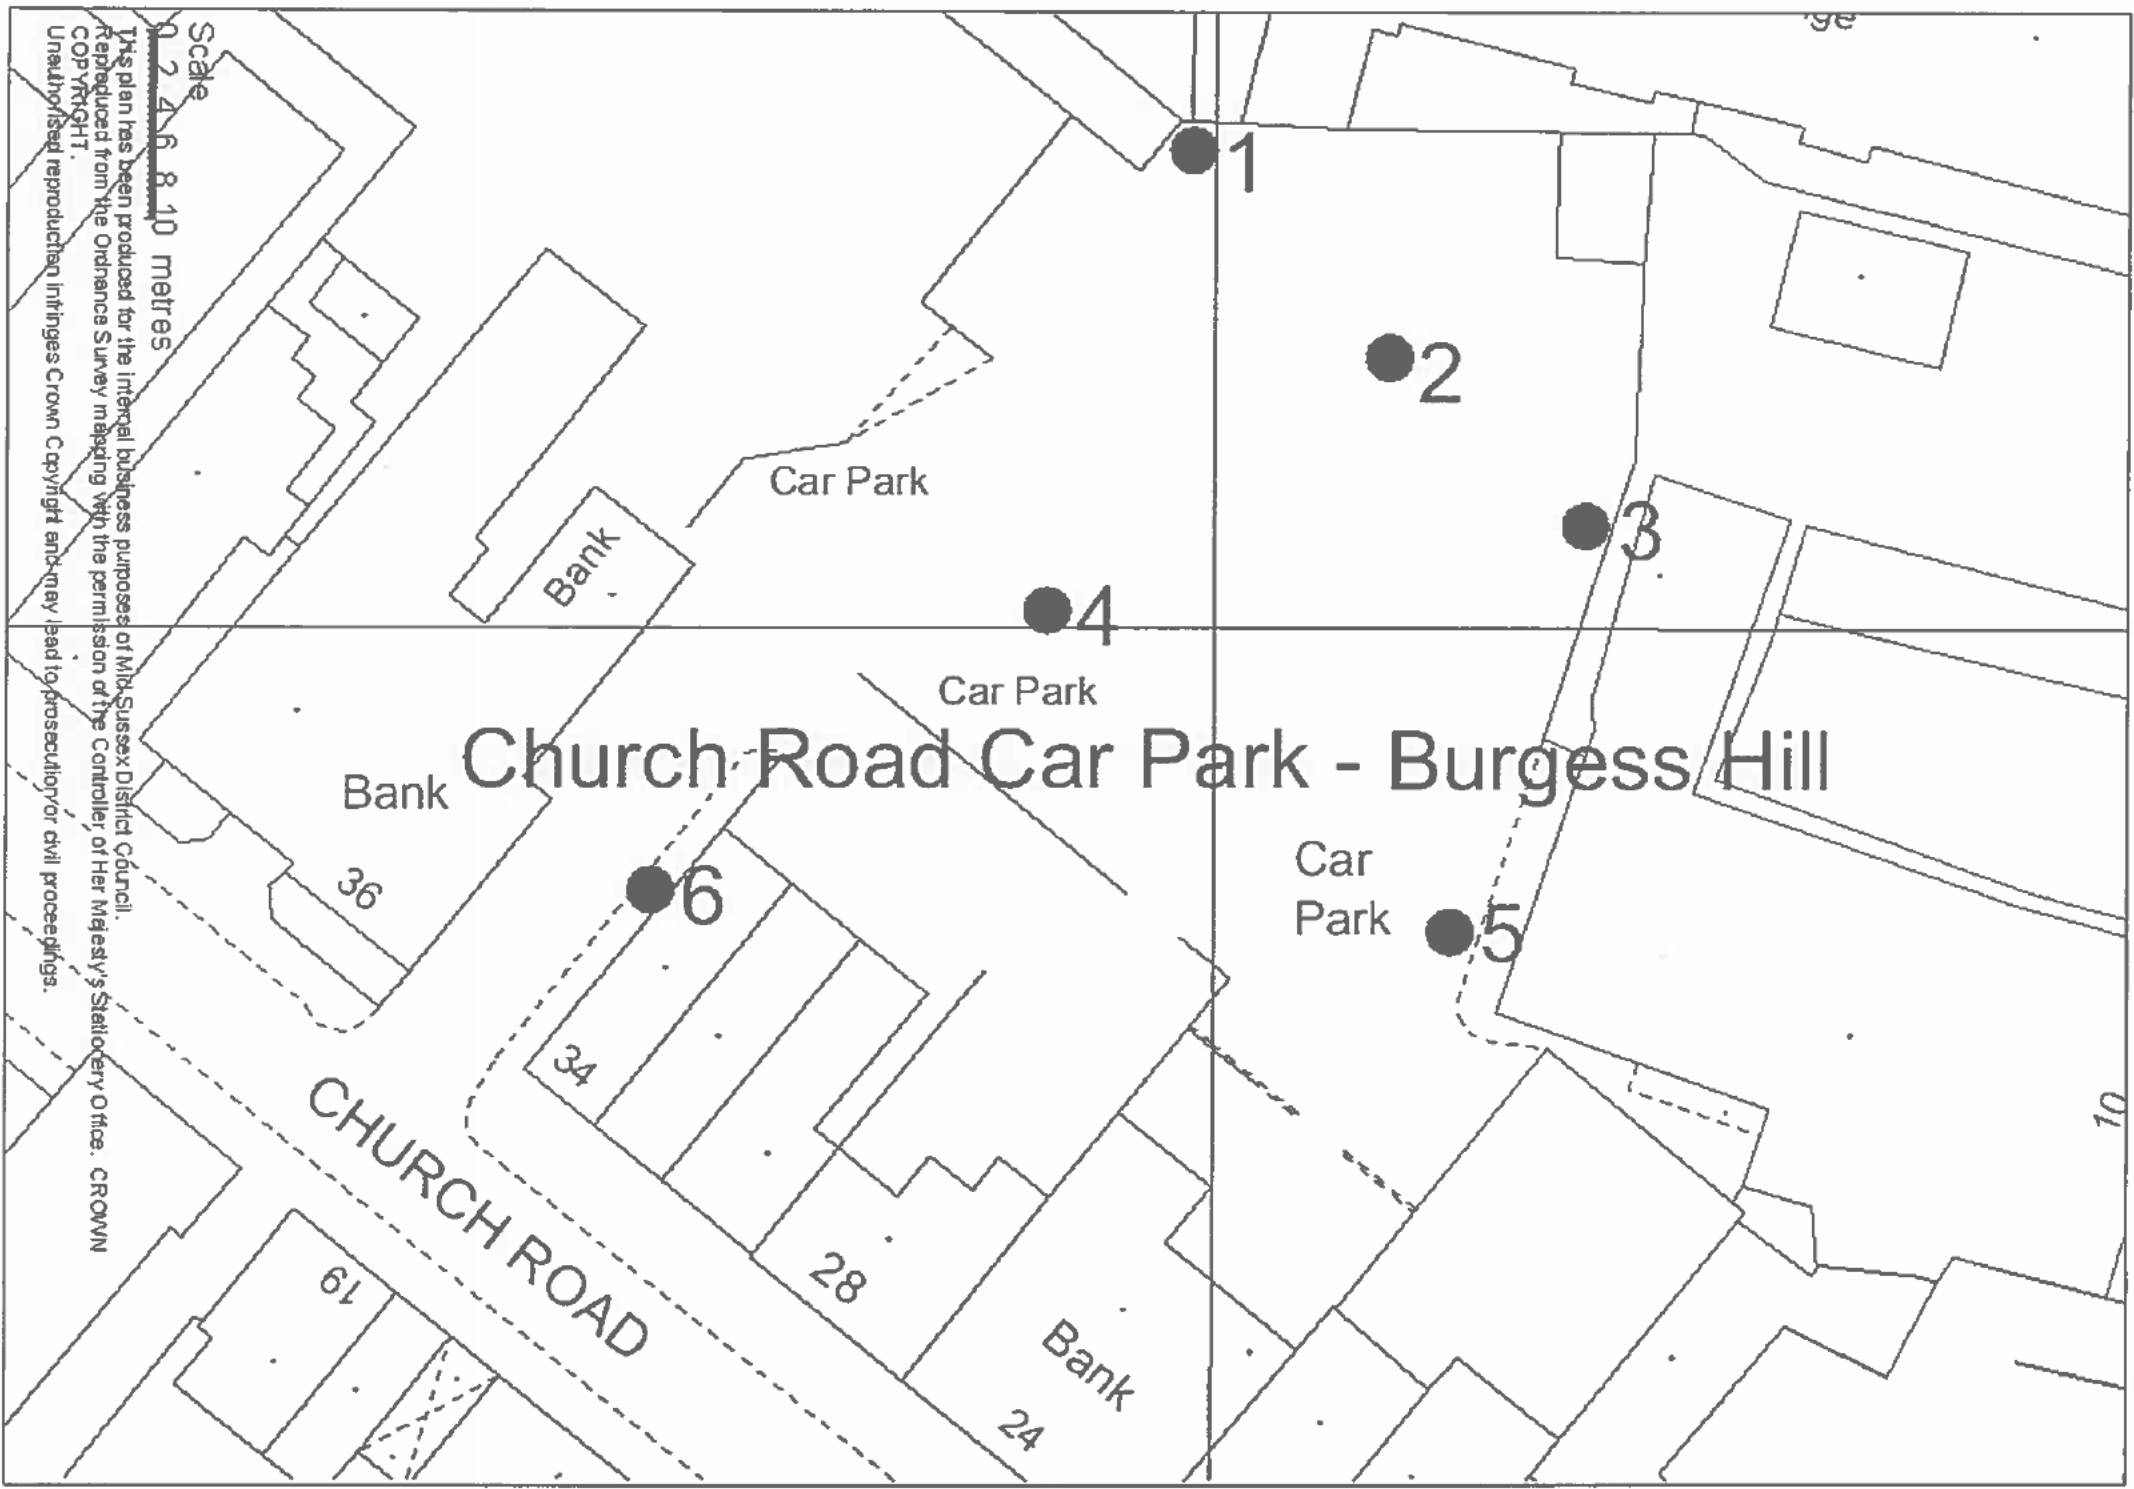 Scale
0 2 4 6 8 10 metres
This plan has been produced for the internal business purposes of Mid Sussex District Council.
Reproduced from the Ordnance Survey mapping with the permission of the Controller of Her Majesty's Stationery Office. CROWN
COPYRIGHT.
Unauthorised reproduction infringes Crown Copyright and may lead to prosecution or civil proceedings.
ge
1
2
Car Park
3
Bank
4
Car Park
Church Road Car Park - Burgess Hill
Bank
36
6
Car
Park
5
34
10
CHURCH ROAD
28
19
Bank
24